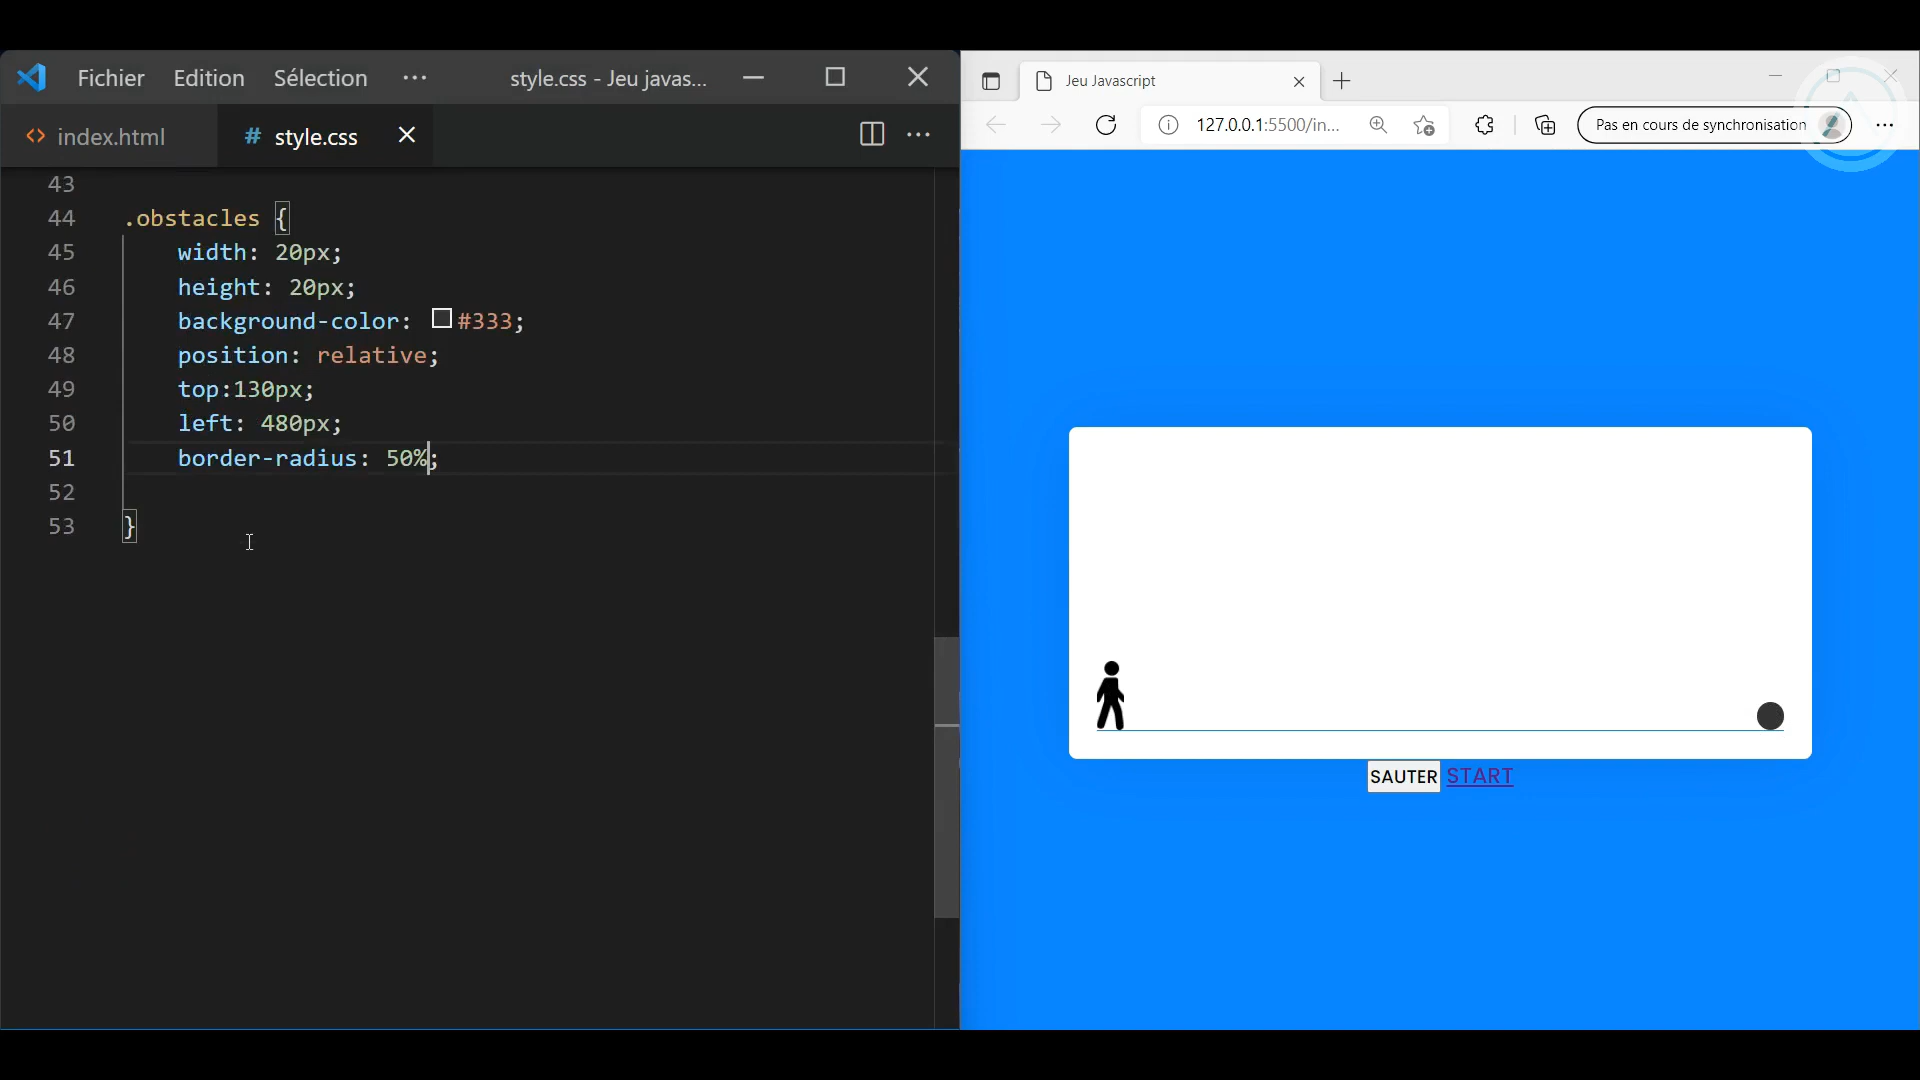 Fichier Edition Sélection ··· style.css - Jeu javas...
index.html # style.css
43
44 .obstacles {
45 width: 20px;
46 height: 20px;
47 background-color: #333;
48 position: relative;
49 top:130px;
50 left: 480px;
51 border-radius: 50%;
52
53 }
Jeu Javascript
127.0.0.1:5500/in... Pas en cours de synchronisation
SAUTER START